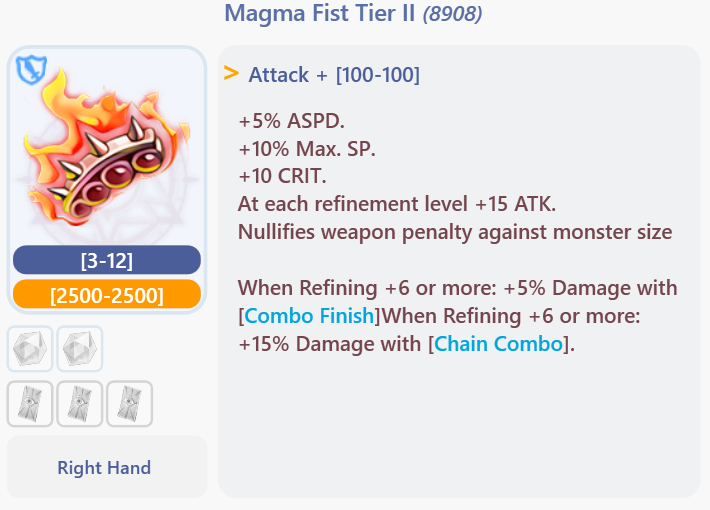 Magma Fist Tier II (8908)
> Attack + [100-100]
+5% ASPD.
+10% Max. SP.
+10 CRIT.
At each refinement level +15 ATK.
Nullifies weapon penalty against monster size
When Refining +6 or more: +5% Damage with
[Combo Finish]When Refining +6 or more:
+15% Damage with [Chain Combo].
[3-12]
[2500-2500]
Right Hand